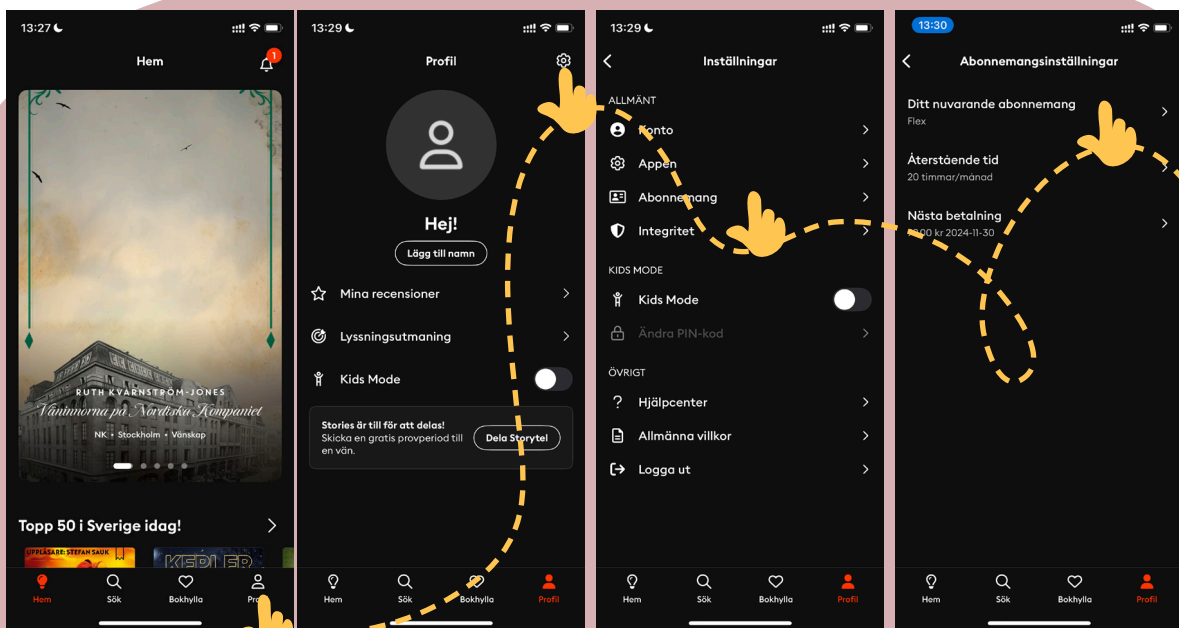 13:27
Hem
1
RUTH KVARNSTRÖM-JONES
Väninnorna på Nordiska Kompaniet
NK • Stockholm • Vänskap
Topp 50 i Sverige idag!
UPPLÄSARE: STEFAN SAUK
KEPLER
Hem
Sök
Bokhylla
13:29
Profil
Hej!
Lägg till namn
Mina recensioner
Lyssningsutmaning
Kids Mode
Stories är till för att delas!
Skicka en gratis provperiod till
en vän.
Dela Storytel
Hem
Sök
Bokhylla
Profil
13:29
Inställningar
ALLMÄNT
Konto
Appen
Abonnemang
Integritet
KIDS MODE
Kids Mode
Ändra PIN-kod
ÖVRIGT
Hjälpcenter
Allmänna villkor
Logga ut
Hem
Sök
Bokhylla
Profil
13:30
Abonnemangsinställningar
Ditt nuvarande abonnemang
Flex
Återstående tid
20 timmar/månad
Nästa betalning
kr 2024-11-30
Hem
Sök
Bokhylla
Profil